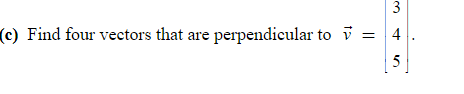 (c) Find four vectors that are perpendicular to v⃗ = [3
4
5].